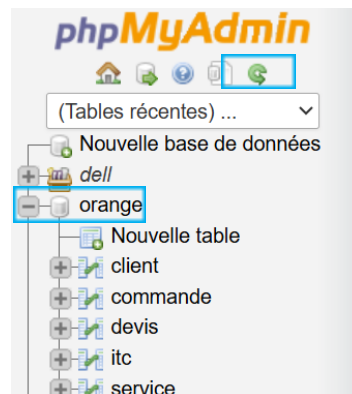 phpMyAdmin
(Tables récentes) ...
Nouvelle base de données
dell
orange
Nouvelle table
client
commande
devis
itc
service